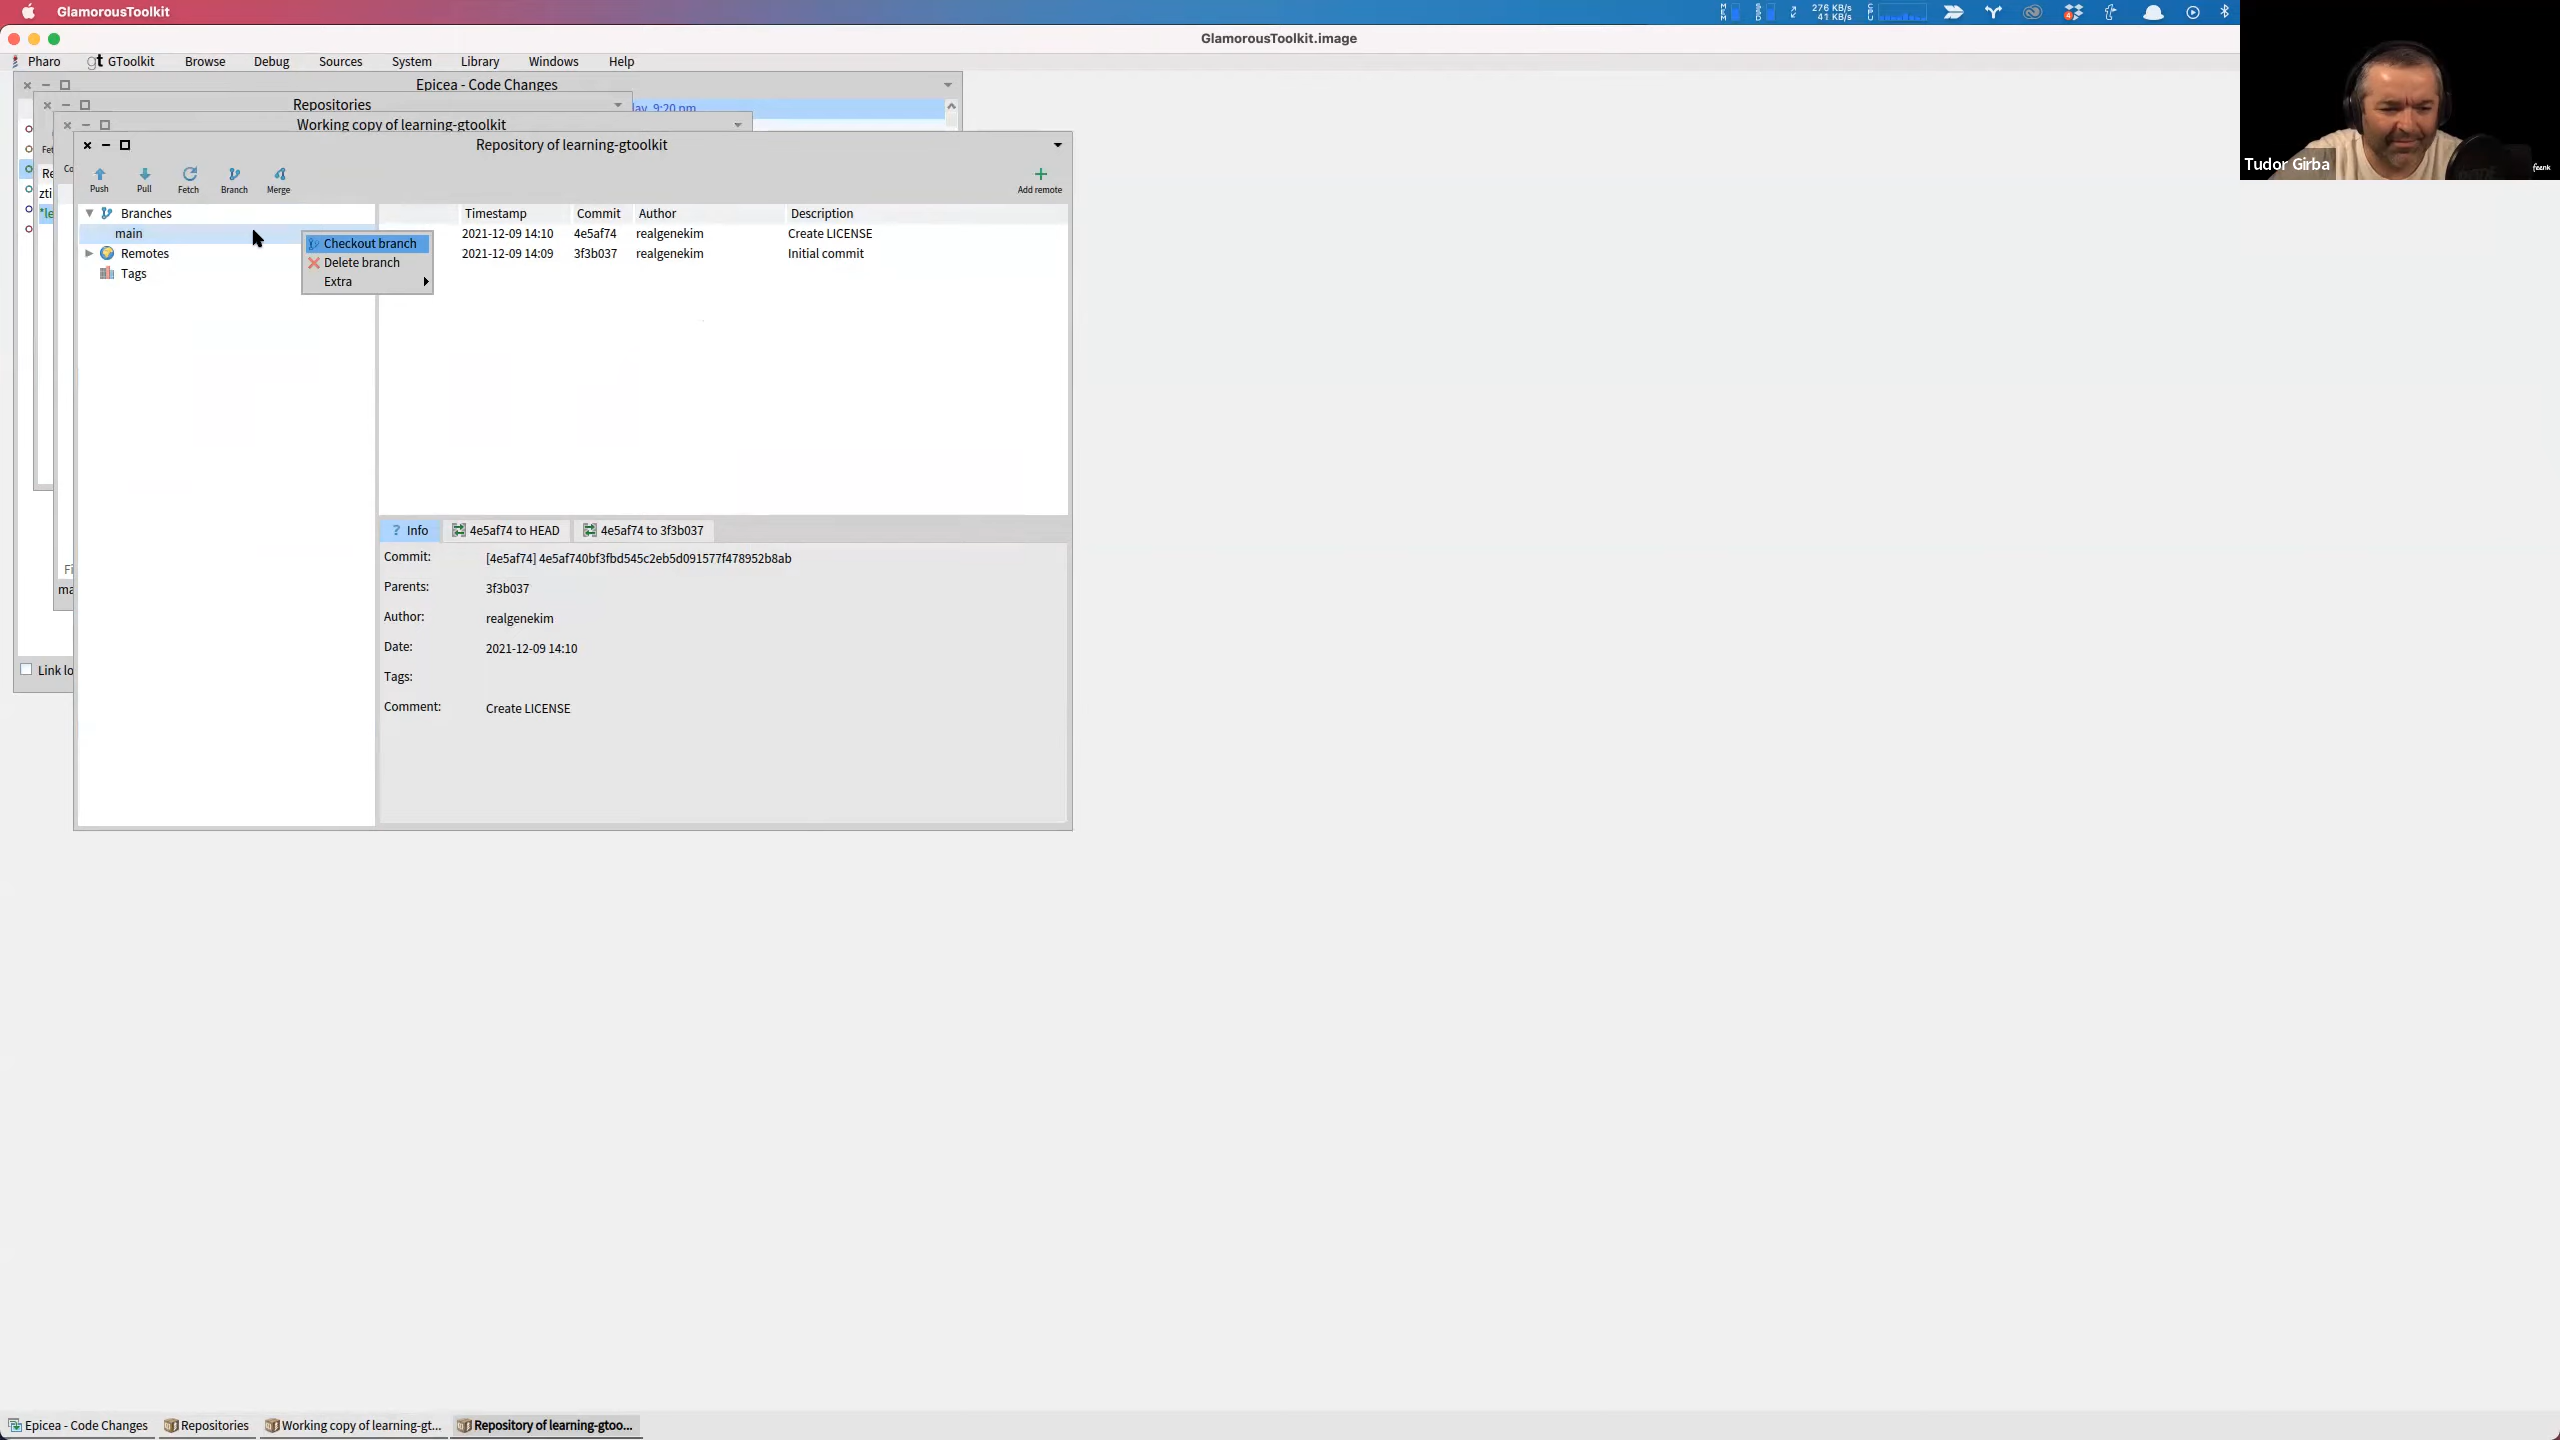 GlamorousToolkit
276 KB/s
41 KB/s
GlamorousToolkit.image
Pharo GToolkit Browse Debug Sources System Library Windows Help
Epicea - Code Changes
Repositories
9:20 pm
Working copy of learning-gtoolkit
Repository of learning-gtoolkit
Push Pull Fetch Branch Merge Add remote
Branches
main
Remotes
Tags
Checkout branch
Delete branch
Extra
Timestamp Commit Author Description
2021-12-09 14:10 4e5af74 realgenekim Create LICENSE
2021-12-09 14:09 3f3b037 realgenekim Initial commit
? Info 4e5af74 to HEAD 4e5af74 to 3f3b037
Commit: [4e5af74] 4e5af740bf3fbd545c2eb5d091577f478952b8ab
Parents: 3f3b037
Author: realgenekim
Date: 2021-12-09 14:10
Tags:
Comment: Create LICENSE
Link lo
Tudor Girba
feenk
Epicea - Code Changes Repositories Working copy of learning-gt... Repository of learning-gtoo...